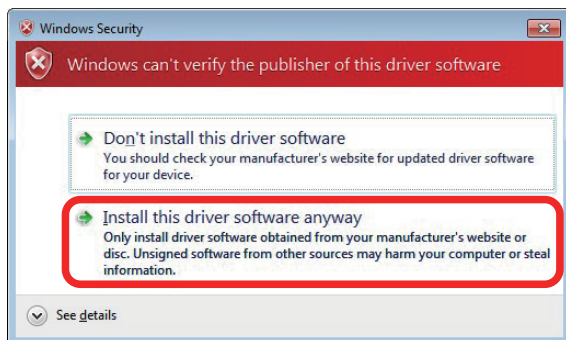 Windows Security
Windows can't verify the publisher of this driver software
Don't install this driver software
You should check your manufacturer's website for updated driver software
for your device.
Install this driver software anyway
Only install driver software obtained from your manufacturer's website or
disc. Unsigned software from other sources may harm your computer or steal
information.
See details